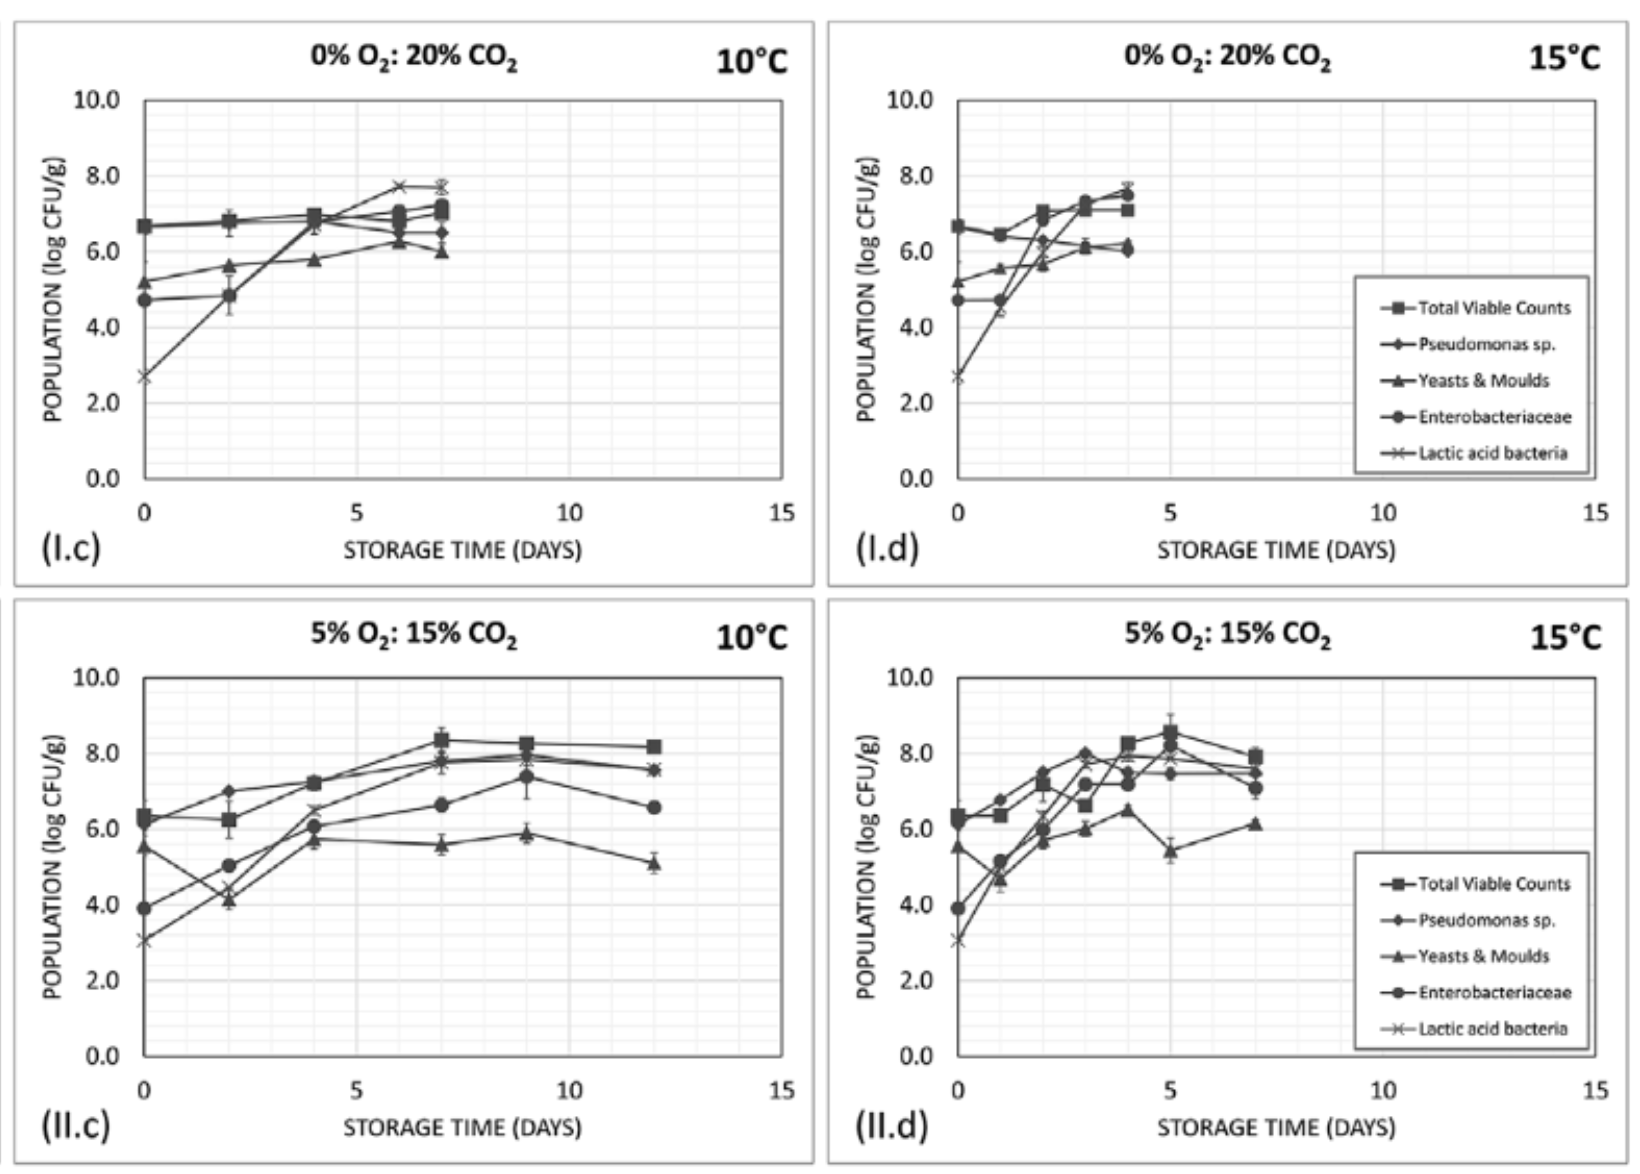 0% O₂: 20% CO₂
10°C
10.0
8.0
6.0
4.0
2.0
0.0
POPULATION (log CFU/g)
0 5 10 15
STORAGE TIME (DAYS)
(I.c)
0% O₂: 20% CO₂
15°C
10.0
8.0
6.0
4.0
2.0
0.0
POPULATION (log CFU/g)
Total Viable Counts
Pseudomonas sp.
Yeasts & Moulds
Enterobacteriaceae
Lactic acid bacteria
0 5 10 15
STORAGE TIME (DAYS)
(I.d)
5% O₂: 15% CO₂
10°C
10.0
8.0
6.0
4.0
2.0
0.0
POPULATION (log CFU/g)
0 5 10 15
STORAGE TIME (DAYS)
(II.c)
5% O₂: 15% CO₂
15°C
10.0
8.0
6.0
4.0
2.0
0.0
POPULATION (log CFU/g)
Total Viable Counts
Pseudomonas sp.
Yeasts & Moulds
Enterobacteriaceae
Lactic acid bacteria
0 5 10 15
STORAGE TIME (DAYS)
(II.d)